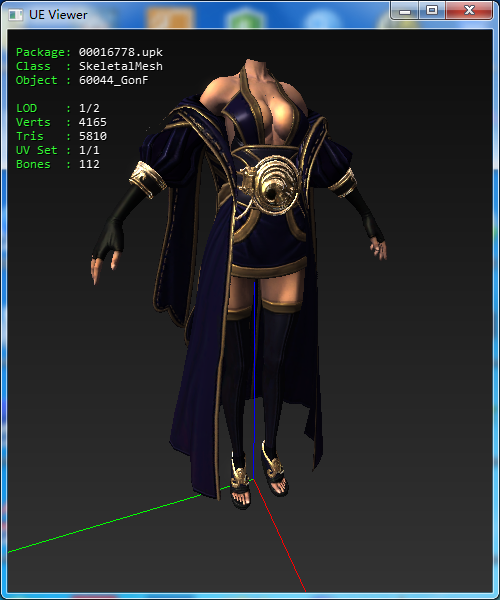 UE Viewer
Package: 00016778.upk
Class : SkeletalMesh
Object : 60044_GonF
LOD : 1/2
Verts : 4165
Tris : 5810
UV Set : 1/1
Bones : 112